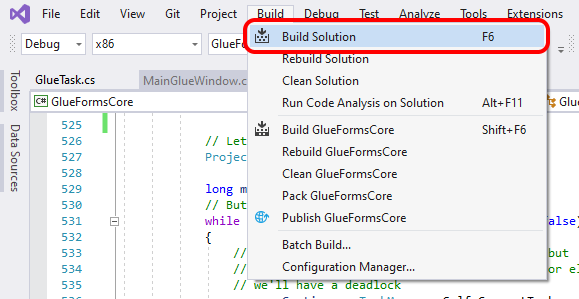 File Edit View Git Project Build Debug Test Analyze Tools Extensions
Debug x86 GlueFo
Build Solution F6
Rebuild Solution
Clean Solution
Run Code Analysis on Solution Alt+F11
Build GlueFormsCore Shift+F6
Rebuild GlueFormsCore
Clean GlueFormsCore
Pack GlueFormsCore
Publish GlueFormsCore
Batch Build...
Configuration Manager...
Toolbox
Data Sources
GlueTask.cs MainGlueWindow.c
GlueFormsCore Glu
525
526 // Let
527 Projec
528
529 long m
530 // But
531 while alse)
532 {
533 // but
534 // or el
535 // we'll have a deadlock